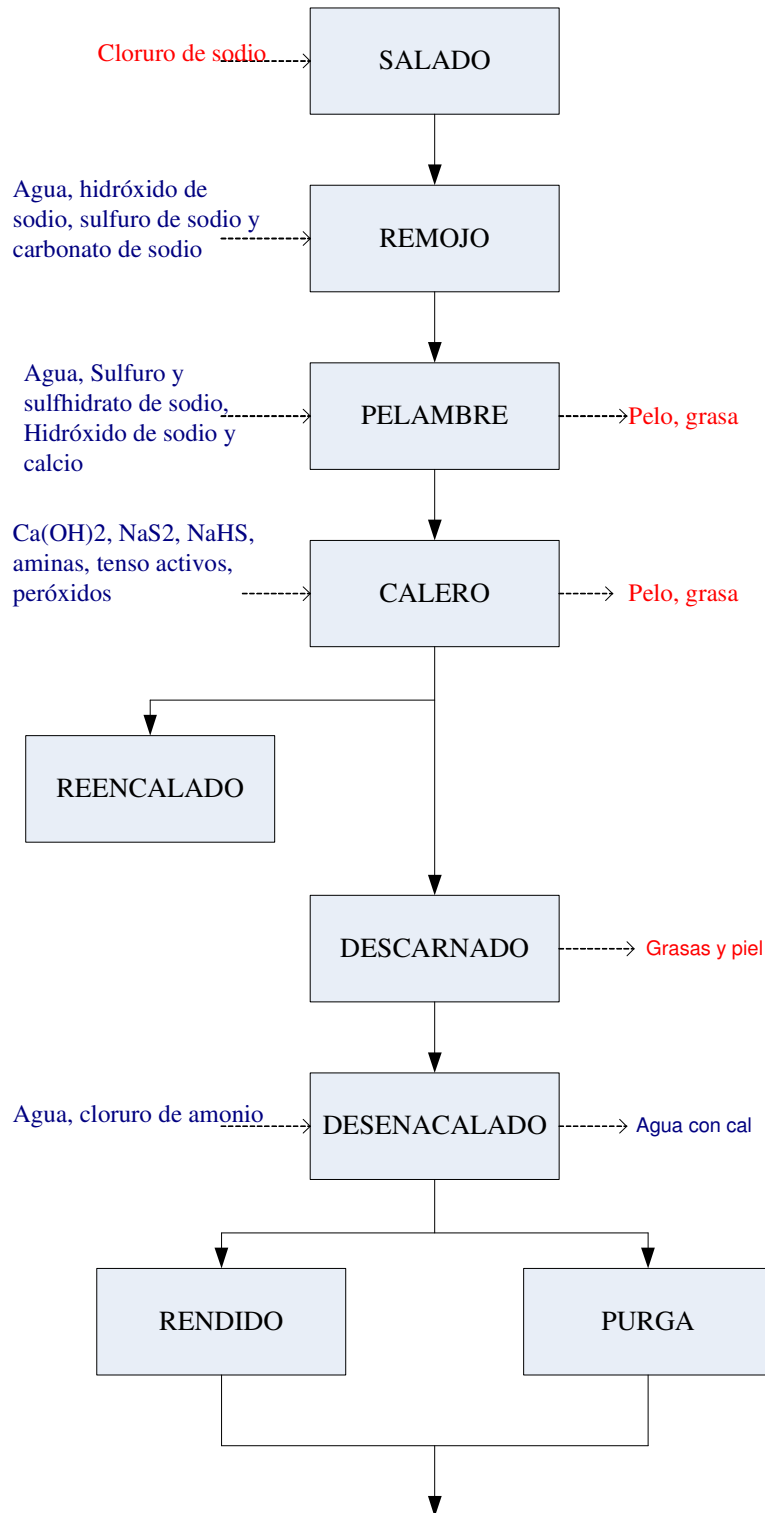 Cloruro de sodio
SALADO
Agua, hidróxido de
sodio, sulfuro de sodio y
carbonato de sodio
REMOJO
Agua, Sulfuro y
sulfhidrato de sodio,
Hidróxido de sodio y
calcio
PELAMBRE
Pelo, grasa
Ca(OH)2, NaS2, NaHS,
aminas, tenso activos,
peróxidos
CALERO
Pelo, grasa
REENCALADO
DESCARNADO
Grasas y piel
Agua, cloruro de amonio
DESENACALADO
Agua con cal
RENDIDO
PURGA